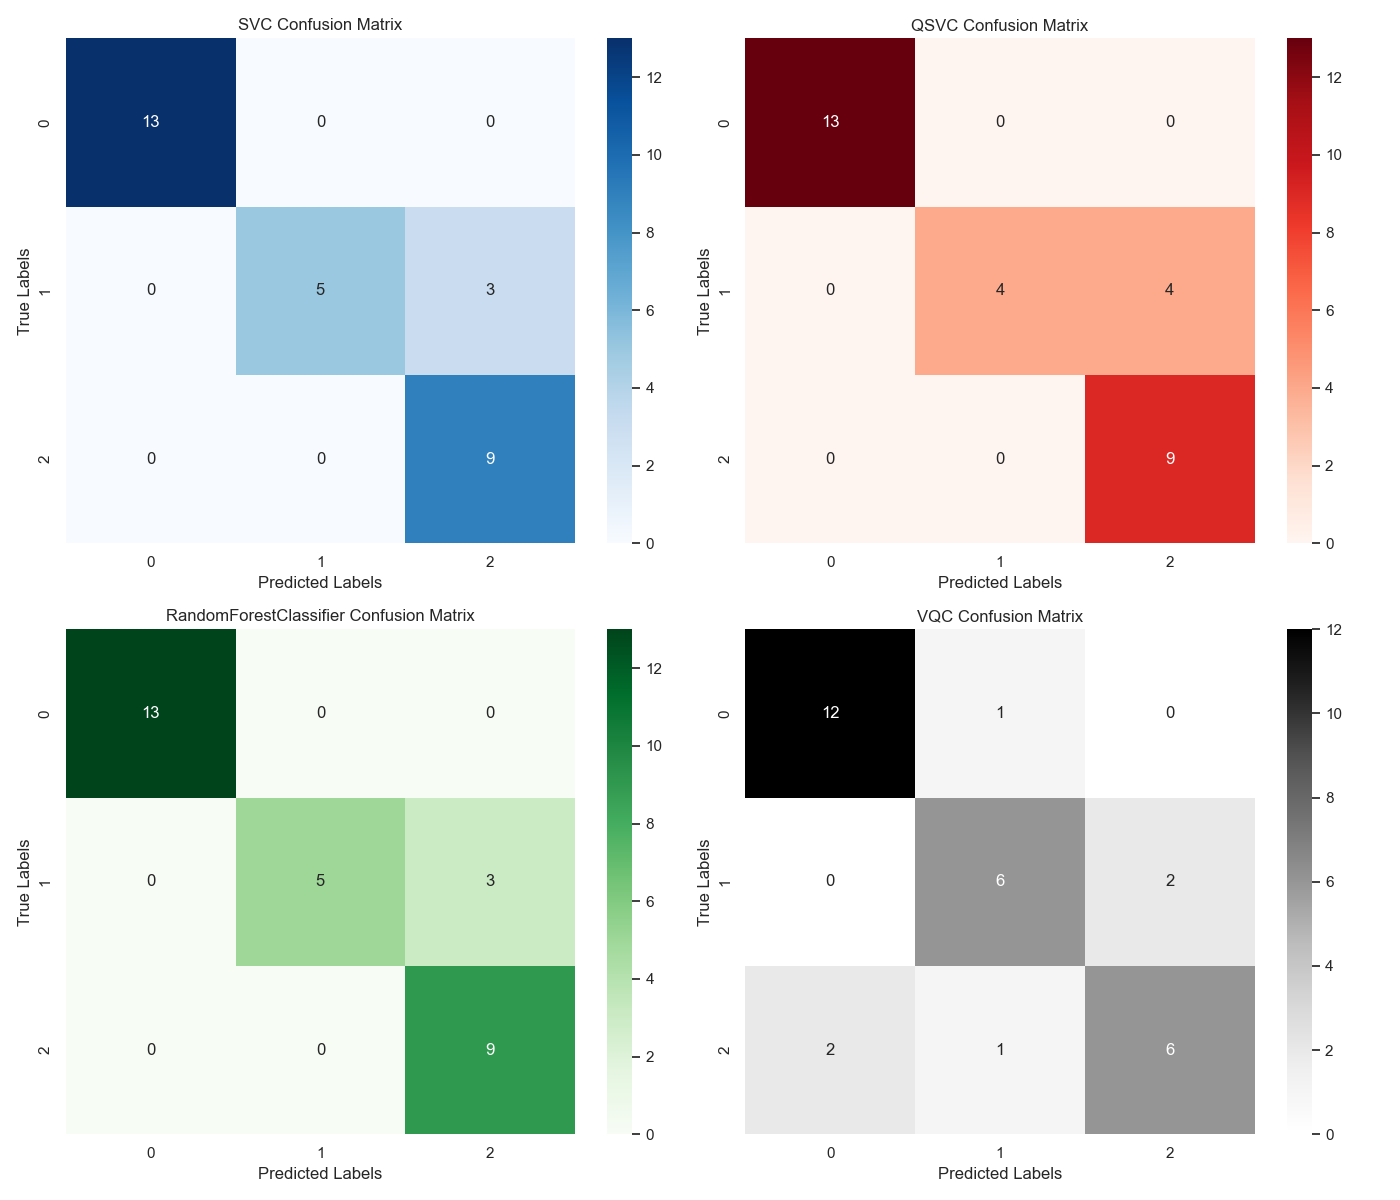 SVC Confusion Matrix
0
1
2
True Labels
13 0 0
0 5 3
0 0 9
0 1 2
Predicted Labels
12
10
8
6
4
2
0
QSVC Confusion Matrix
0
1
2
True Labels
13 0 0
0 4 4
0 0 9
0 1 2
Predicted Labels
12
10
8
6
4
2
0
RandomForestClassifier Confusion Matrix
0
1
2
True Labels
13 0 0
0 5 3
0 0 9
0 1 2
Predicted Labels
12
10
8
6
4
2
0
VQC Confusion Matrix
0
1
2
True Labels
12 1 0
0 6 2
2 1 6
0 1 2
Predicted Labels
12
10
8
6
4
2
0